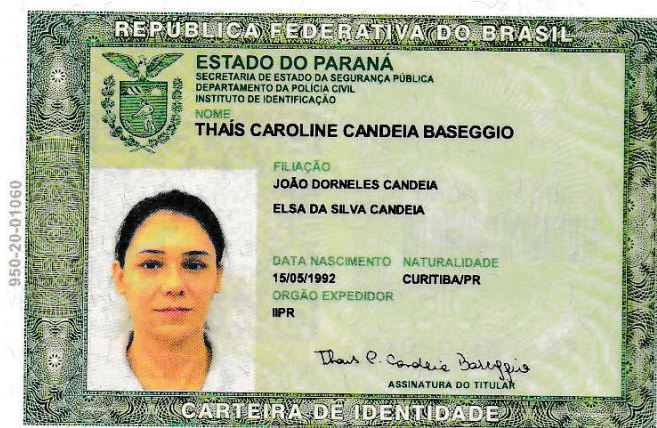 REPÚBLICA FEDERATIVA DO BRASIL
ESTADO DO PARANÁ
SECRETARIA DE ESTADO DA SEGURANÇA PÚBLICA
DEPARTAMENTO DA POLÍCIA CIVIL
INSTITUTO DE IDENTIFICAÇÃO
NOME
THAÍS CAROLINE CANDEIA BASEGGIO
FILIAÇÃO
JOÃO DORNELES CANDEIA
ELSA DA SILVA CANDEIA
950-20-01060
DATA NASCIMENTO NATURALIDADE
15/05/1992 CURITIBA/PR
ORGÃO EXPEDIDOR
IIPR
Thais C. Candeia Baseggio
ASSINATURA DO TITULAR
CARTEIRA DE IDENTIDADE